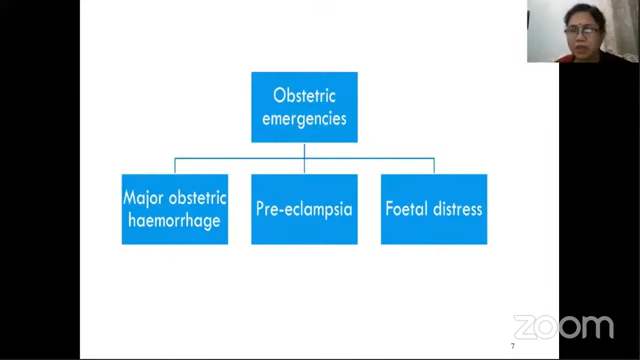 Obstetric
emergencies
Major obstetric
haemorrhage
Pre-eclampsia
Foetal distress
zoom
7